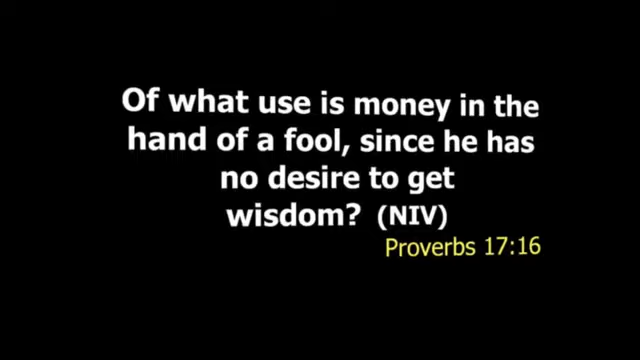 Of what use is money in the
hand of a fool, since he has
no desire to get
wisdom? (NIV)
Proverbs 17:16